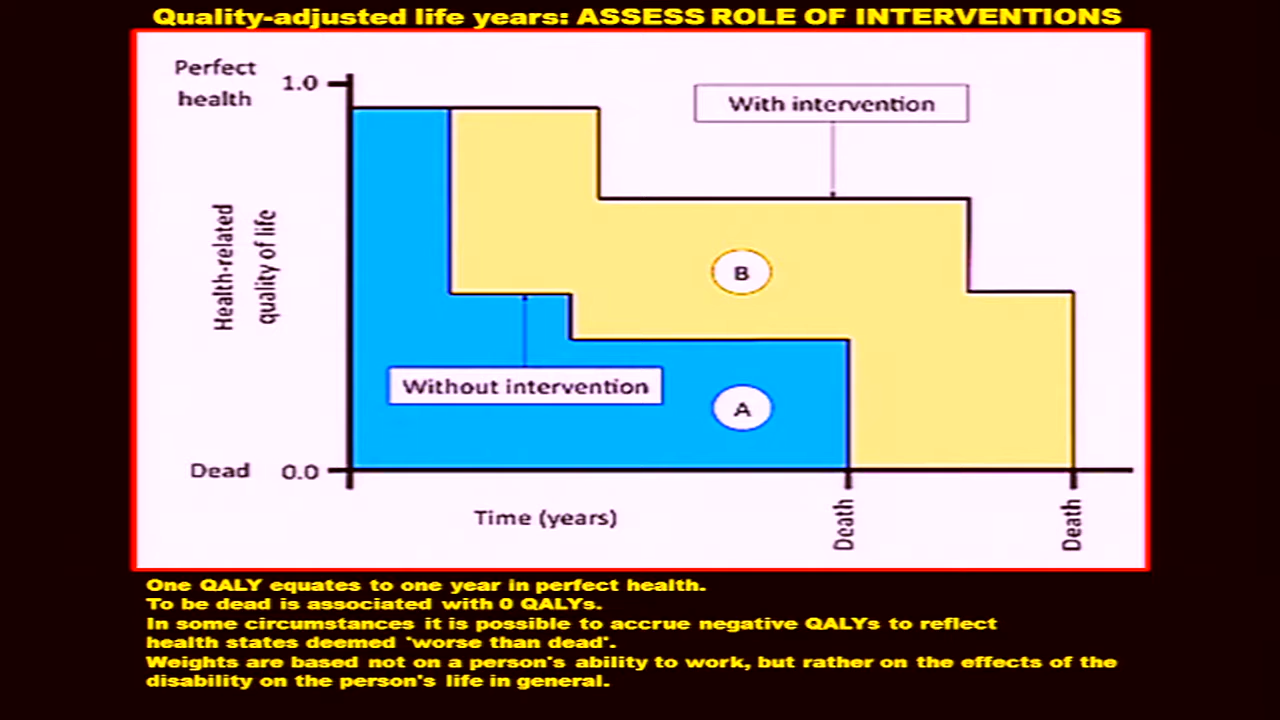 Quality-adjusted life years: ASSESS ROLE OF INTERVENTIONS
Perfect
health
1.0
With intervention
Health-related
quality of life
B
Without intervention
A
Dead
0.0
Time (years)
Death
Death
One QALY equates to one year in perfect health.
To be dead is associated with 0 QALYs.
In some circumstances it is possible to accrue negative QALYs to reflect
health states deemed 'worse than dead'.
Weights are based not on a person's ability to work, but rather on the effects of the
disability on the person's life in general.